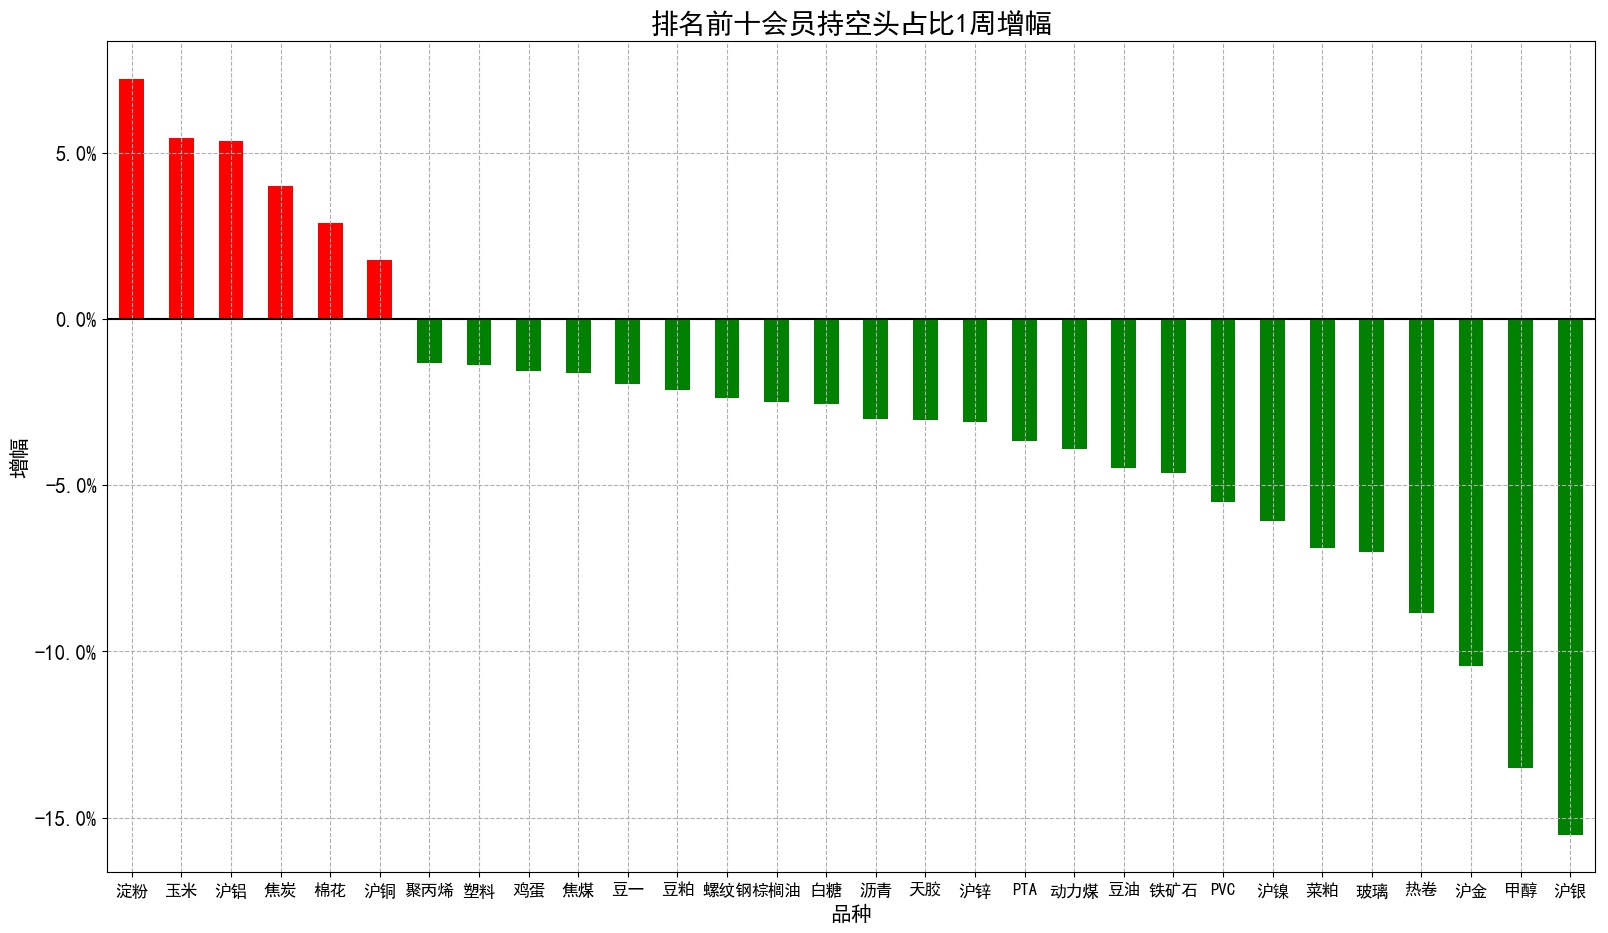 排名前十会员持空头占比1周增幅
5.0%
0.0%
−5.0%
−10.0%
−15.0%
增幅
淀粉 玉米 沪铝 焦炭 棉花 沪铜 聚丙烯 塑料 鸡蛋 焦煤 豆一 豆粕 螺纹钢 棕榈油 白糖 沥青 天胶 沪锌 PTA 动力煤 豆油 铁矿石 PVC 沪镍 菜粕 玻璃 热卷 沪金 甲醇 沪银
品种